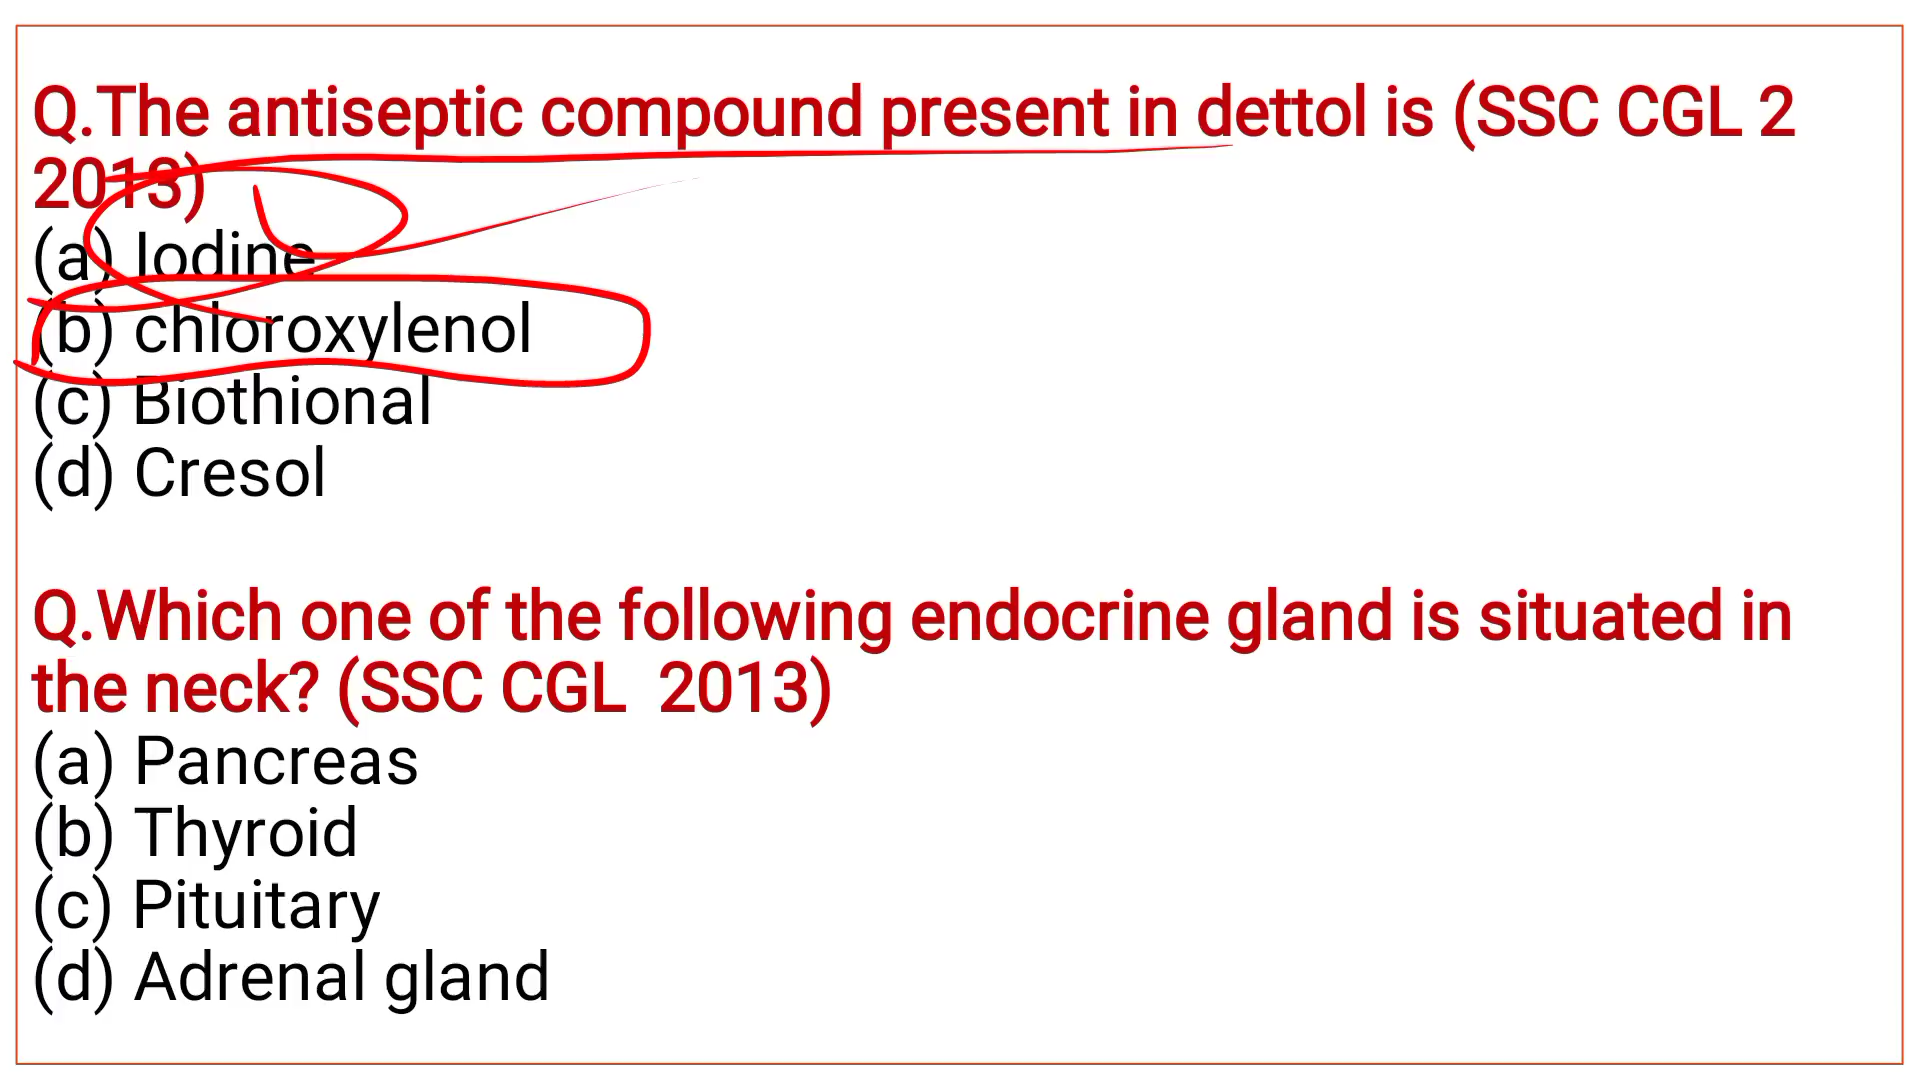 Q.The antiseptic compound present in dettol is (SSC CGL 2
2013)
(a) Iodine
(b) chloroxylenol
(c) Biothional
(d) Cresol
Q.Which one of the following endocrine gland is situated in
the neck? (SSC CGL  2013)
(a) Pancreas
(b) Thyroid
(c) Pituitary
(d) Adrenal gland